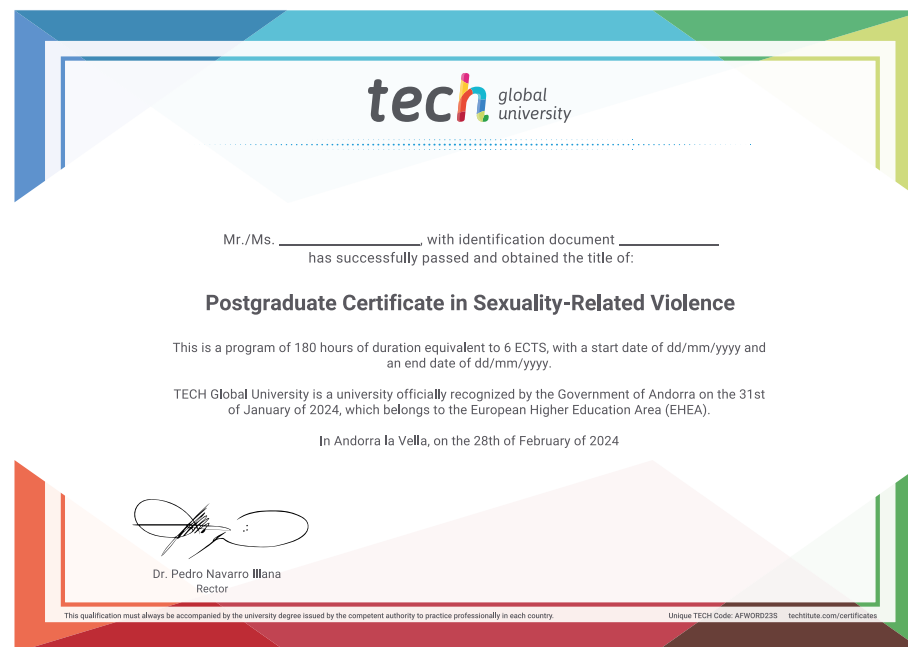 tech global university
Mr./Ms. ____________________, with identification document ______________
has successfully passed and obtained the title of:
Postgraduate Certificate in Sexuality-Related Violence
This is a program of 180 hours of duration equivalent to 6 ECTS, with a start date of dd/mm/yyyy and
an end date of dd/mm/yyyy.
TECH Global University is a university officially recognized by the Government of Andorra on the 31st
of January of 2024, which belongs to the European Higher Education Area (EHEA).
In Andorra la Vella, on the 28th of February of 2024
Dr. Pedro Navarro Illana
Rector
This qualification must always be accompanied by the university degree issued by the competent authority to practice professionally in each country.
Unique TECH Code: AFWORD23S techtitute.com/certificates